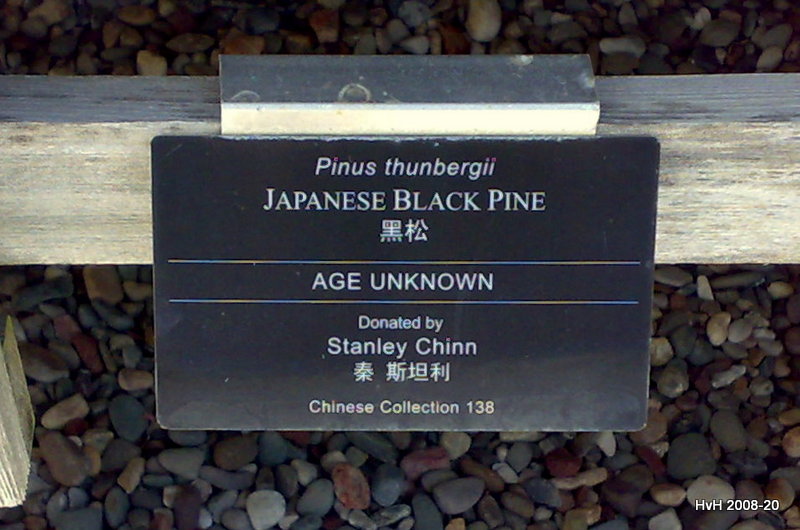 Pinus thunbergii
JAPANESE BLACK PINE
黑松
AGE UNKNOWN
Donated by
Stanley Chinn
秦 斯坦利
Chinese Collection 138
HvH 2008-20